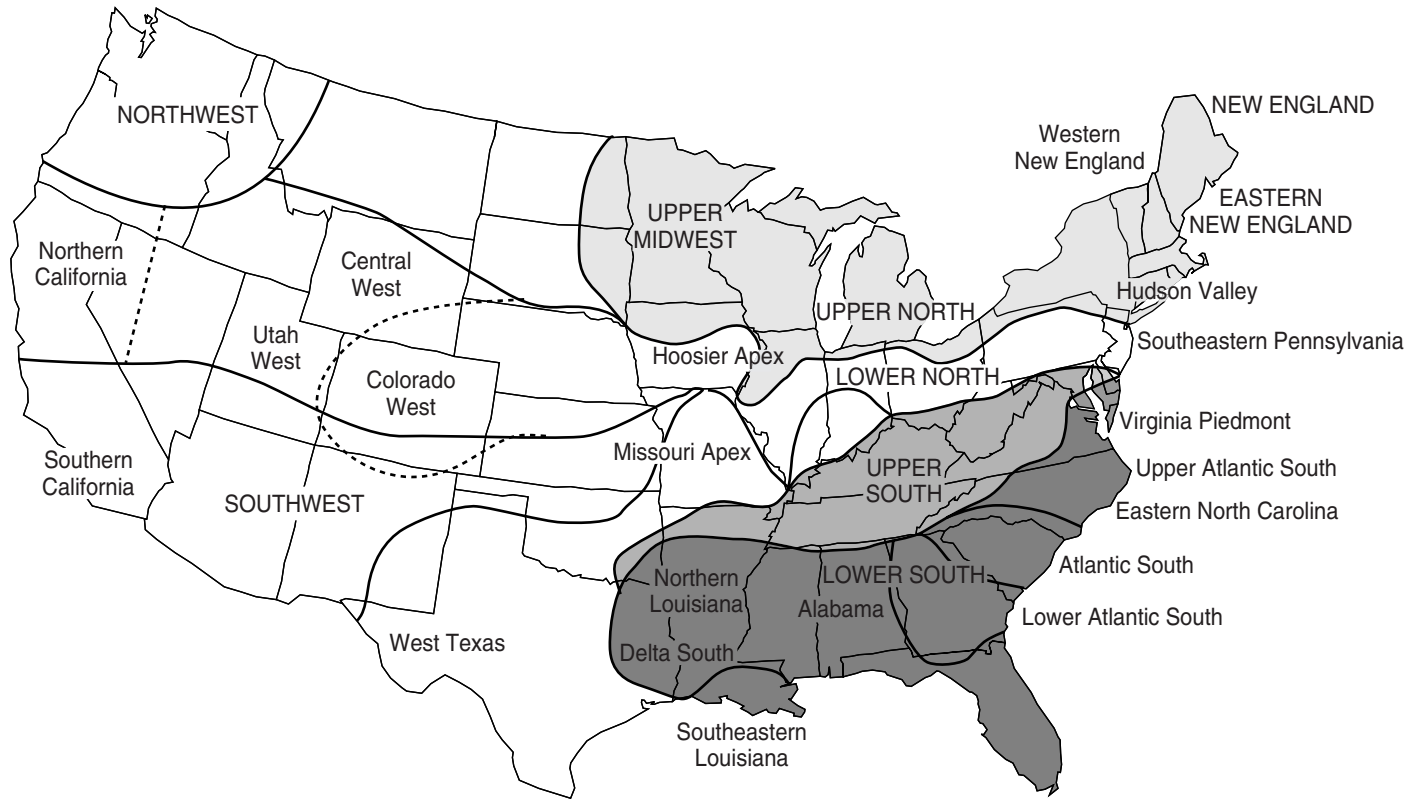 NEW ENGLAND
NORTHWEST
Western
New England
EASTERN
NEW ENGLAND
UPPER
MIDWEST
Northern
California
Central
West
Hudson Valley
UPPER NORTH
Utah
West
Southeastern Pennsylvania
Hoosier Apex
Colorado
West
LOWER NORTH
Virginia Piedmont
Missouri Apex
Southern
California
UPPER
SOUTH
Upper Atlantic South
SOUTHWEST
Eastern North Carolina
Atlantic South
Northern
Louisiana
LOWER SOUTH
Alabama
Lower Atlantic South
West Texas
Delta South
Southeastern
Louisiana